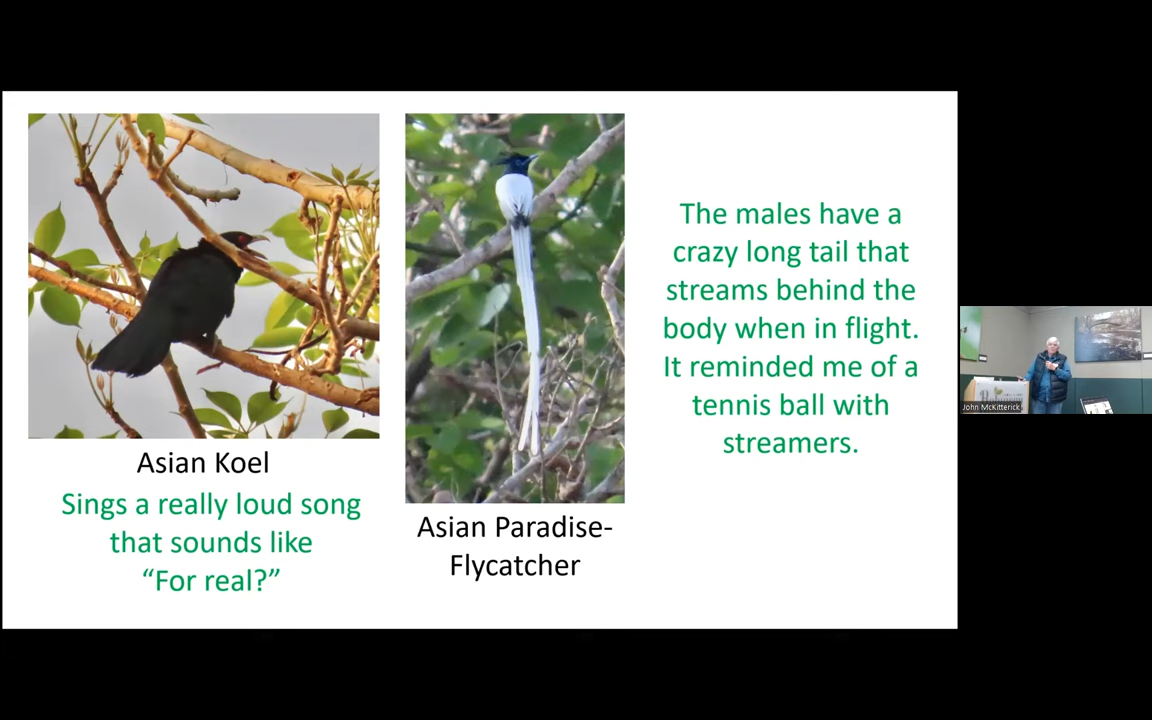 Asian Koel
Sings a really loud song
that sounds like
“For real?”
Asian Paradise-
Flycatcher
The males have a
crazy long tail that
streams behind the
body when in flight.
It reminded me of a
tennis ball with
streamers.
John McKitterick